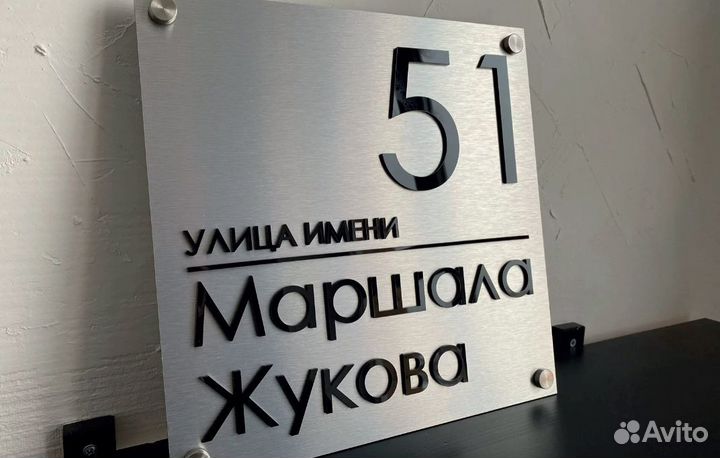 51
УЛИЦА ИМЕНИ
Маршала
Жукова
Avito